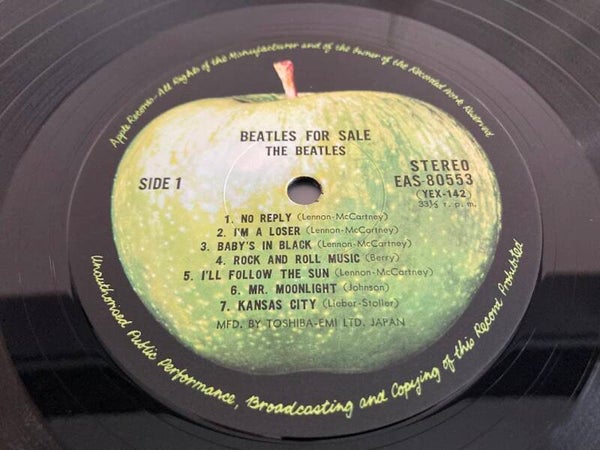 Apple Records-All Rights of the Manufacturer and of the Owner of the Recorded Work Reserved
BEATLES FOR SALE
THE BEATLES
SIDE 1
STEREO
EAS-80553
(YEX-142)
33⅓ r. p. m.
1. NO REPLY (Lennon-McCartney)
2. I'M A LOSER (Lennon-McCartney)
3. BABY'S IN BLACK (Lennon-McCartney)
4. ROCK AND ROLL MUSIC (Berry)
5. I'LL FOLLOW THE SUN (Lennon-McCartney)
6. MR. MOONLIGHT (Johnson)
7. KANSAS CITY (Lieber-Stoller)
MFD. BY TOSHIBA-EMI LTD. JAPAN
Unauthorised Public Performance, Broadcasting and Copying of this Record Prohibited